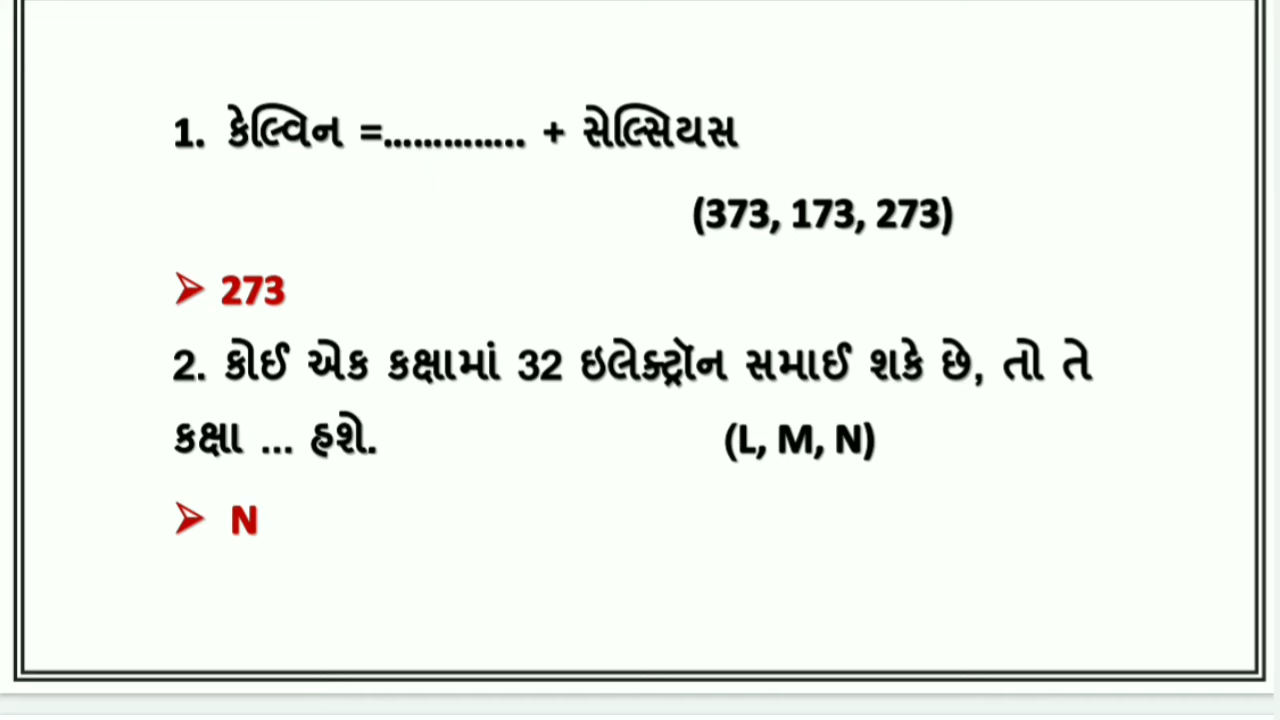 1. કેલ્વિન =.............. + સેલ્સિયસ
(373, 173, 273)
➢ 273
2. કોઈ એક કક્ષામાં 32 ઇલેક્ટ્રૉન સમાઈ શકે છે, તો તે
કક્ષા ... હશે. (L, M, N)
➢ N